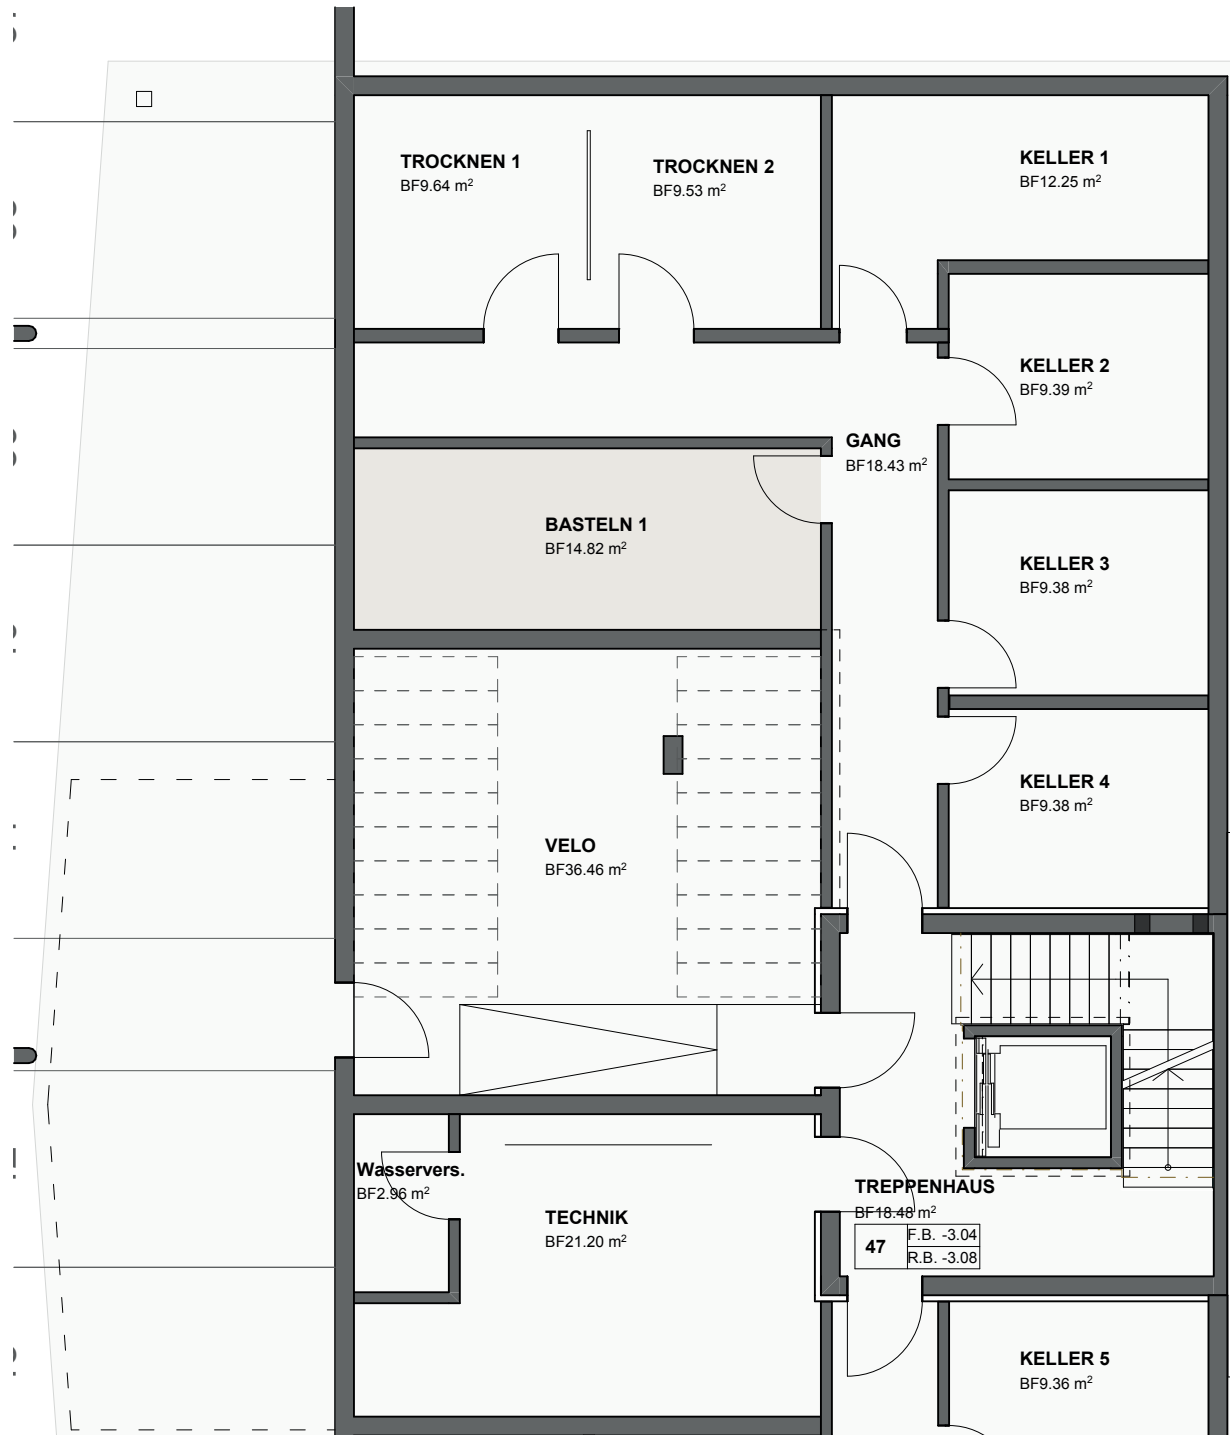 TROCKNEN 1
BF9.64 m²
TROCKNEN 2
BF9.53 m²
KELLER 1
BF12.25 m²
KELLER 2
BF9.39 m²
GANG
BF18.43 m²
BASTELN 1
BF14.82 m²
KELLER 3
BF9.38 m²
KELLER 4
BF9.38 m²
VELO
BF36.46 m²
Wasservers.
BF2.96 m²
TECHNIK
BF21.20 m²
TREPPENHAUS
BF18.48 m²
47
F.B. -3.04
R.B. -3.08
KELLER 5
BF9.36 m²